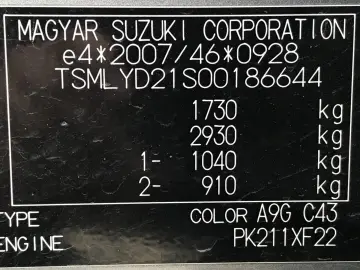 MAGYAR SUZUKI CORPORATION
e4*2007/46*0928
TSMLYD21S00186644
1730 kg
2930 kg
1- 1040 kg
2- 910 kg
TYPE COLOR A9G C43
ENGINE PK211XF22